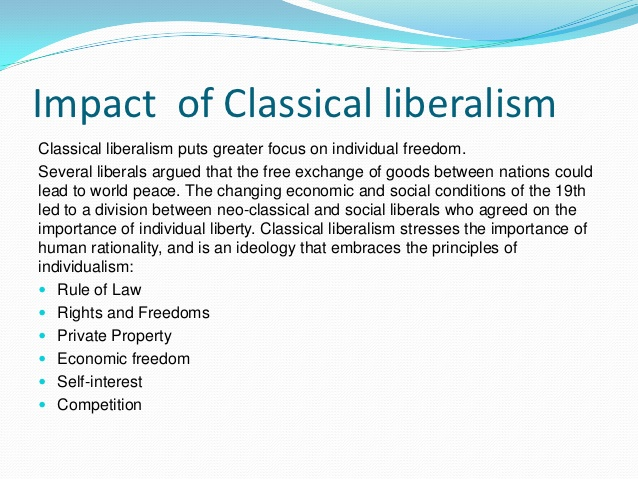 Impact of Classical liberalism
Classical liberalism puts greater focus on individual freedom.
Several liberals argued that the free exchange of goods between nations could
lead to world peace. The changing economic and social conditions of the 19th
led to a division between neo-classical and social liberals who agreed on the
importance of individual liberty. Classical liberalism stresses the importance of
human rationality, and is an ideology that embraces the principles of
individualism:
• Rule of Law
• Rights and Freedoms
• Private Property
• Economic freedom
• Self-interest
• Competition